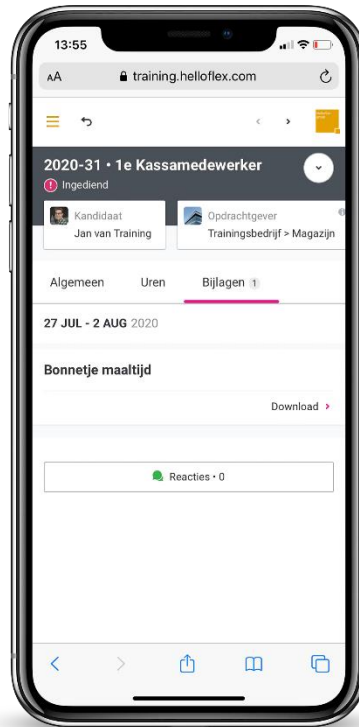 13:55
AA training.helloflex.com
2020-31 • 1e Kassamedewerker
Ingediend
Kandidaat
Jan van Training
Opdrachtgever
Trainingsbedrijf > Magazijn
Algemeen Uren Bijlagen 1
27 JUL - 2 AUG 2020
Bonnetje maaltijd
Download >
Reacties • 0